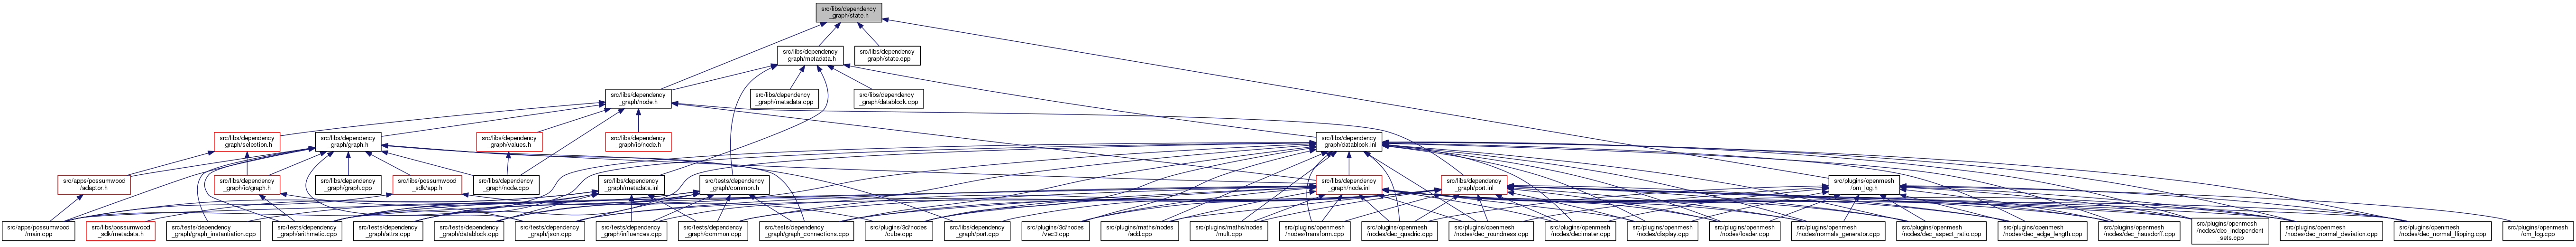 src/libs/dependency
_graph/state.h
src/libs/dependency
_graph/metadata.h
src/libs/dependency
_graph/state.cpp
src/libs/dependency
_graph/node.h
src/libs/dependency
_graph/metadata.cpp
src/libs/dependency
_graph/datablock.cpp
src/libs/dependency
_graph/selection.h
src/libs/dependency
_graph/graph.h
src/libs/dependency
_graph/values.h
src/libs/dependency
_graph/io/node.h
src/libs/dependency
_graph/datablock.inl
src/apps/possumwood
/adaptor.h
src/libs/dependency
_graph/io/graph.h
src/libs/dependency
_graph/graph.cpp
src/libs/possumwood
_sdk/app.h
src/libs/dependency
_graph/node.cpp
src/libs/dependency
_graph/metadata.inl
src/tests/dependency
_graph/common.h
src/libs/dependency
_graph/node.inl
src/libs/dependency
_graph/port.inl
src/plugins/openmesh
/om_log.h
src/apps/possumwood
/main.cpp
src/libs/possumwood
_sdk/metadata.h
src/tests/dependency
_graph/graph_instantiation.cpp
src/tests/dependency
_graph/arithmetic.cpp
src/tests/dependency
_graph/attrs.cpp
src/tests/dependency
_graph/datablock.cpp
src/tests/dependency
_graph/json.cpp
src/tests/dependency
_graph/influences.cpp
src/tests/dependency
_graph/common.cpp
src/tests/dependency
_graph/graph_connections.cpp
src/plugins/3d/nodes
/cube.cpp
src/libs/dependency
_graph/port.cpp
src/plugins/3d/nodes
/vec3.cpp
src/plugins/maths/nodes
/add.cpp
src/plugins/maths/nodes
/mult.cpp
src/plugins/openmesh
/nodes/transform.cpp
src/plugins/openmesh
/nodes/dec_quadric.cpp
src/plugins/openmesh
/nodes/dec_roundness.cpp
src/plugins/openmesh
/nodes/decimater.cpp
src/plugins/openmesh
/nodes/display.cpp
src/plugins/openmesh
/nodes/loader.cpp
src/plugins/openmesh
/nodes/normals_generator.cpp
src/plugins/openmesh
/nodes/dec_aspect_ratio.cpp
src/plugins/openmesh
/nodes/dec_edge_length.cpp
src/plugins/openmesh
/nodes/dec_hausdorff.cpp
src/plugins/openmesh
/nodes/dec_independent
_sets.cpp
src/plugins/openmesh
/nodes/dec_normal_deviation.cpp
src/plugins/openmesh
/nodes/dec_normal_flipping.cpp
src/plugins/openmesh
/om_log.cpp